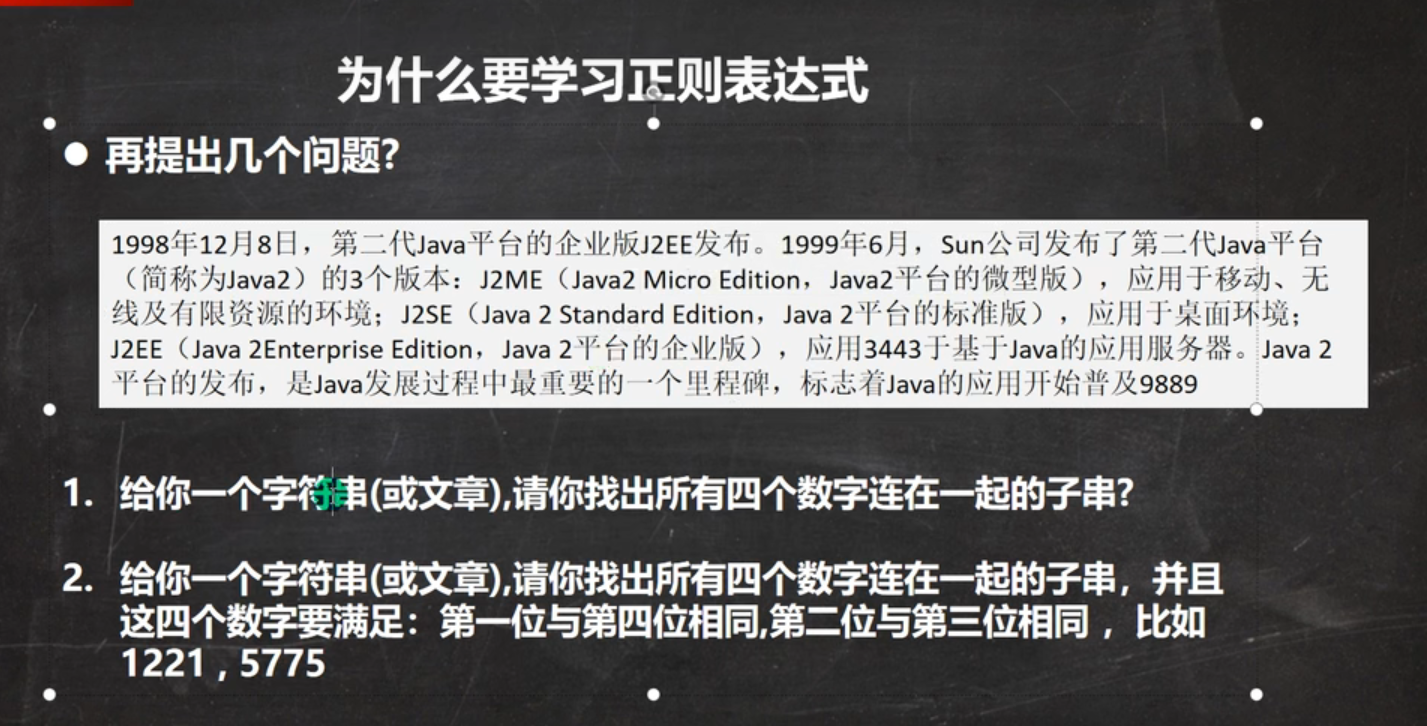 为什么要学习正则表达式
● 再提出几个问题?
1998年12月8日，第二代Java平台的企业版J2EE发布。1999年6月，Sun公司发布了第二代Java平台
（简称为Java2）的3个版本：J2ME（Java2 Micro Edition，Java2平台的微型版），应用于移动、无
线及有限资源的环境；J2SE（Java 2 Standard Edition，Java 2平台的标准版），应用于桌面环境；
J2EE（Java 2Enterprise Edition，Java 2平台的企业版），应用3443于基于Java的应用服务器。Java 2
平台的发布，是Java发展过程中最重要的一个里程碑，标志着Java的应用开始普及9889
1. 给你一个字符串(或文章),请你找出所有四个数字连在一起的子串?
2. 给你一个字符串(或文章),请你找出所有四个数字连在一起的子串，并且
这四个数字要满足：第一位与第四位相同,第二位与第三位相同 ，比如
1221 , 5775